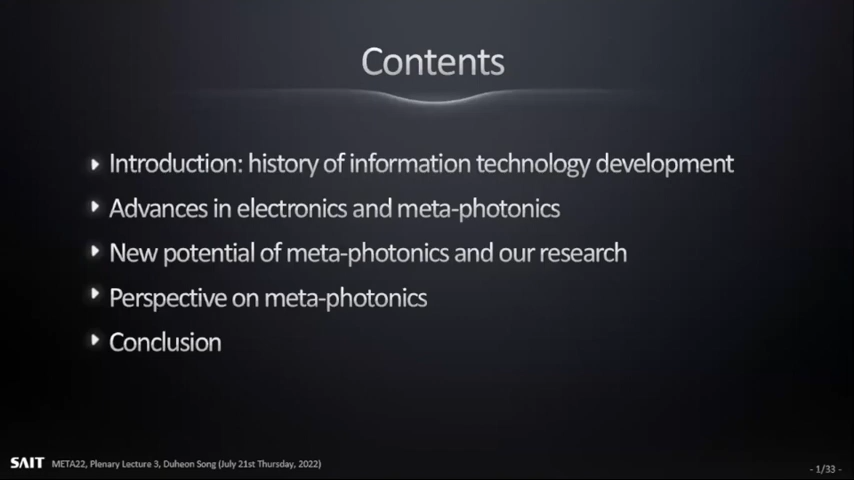 Contents
Introduction: history of information technology development
Advances in electronics and meta-photonics
New potential of meta-photonics and our research
Perspective on meta-photonics
Conclusion
SAIT META22, Plenary Lecture 3, Duheon Song (July 21st Thursday, 2022)
- 1/33 -